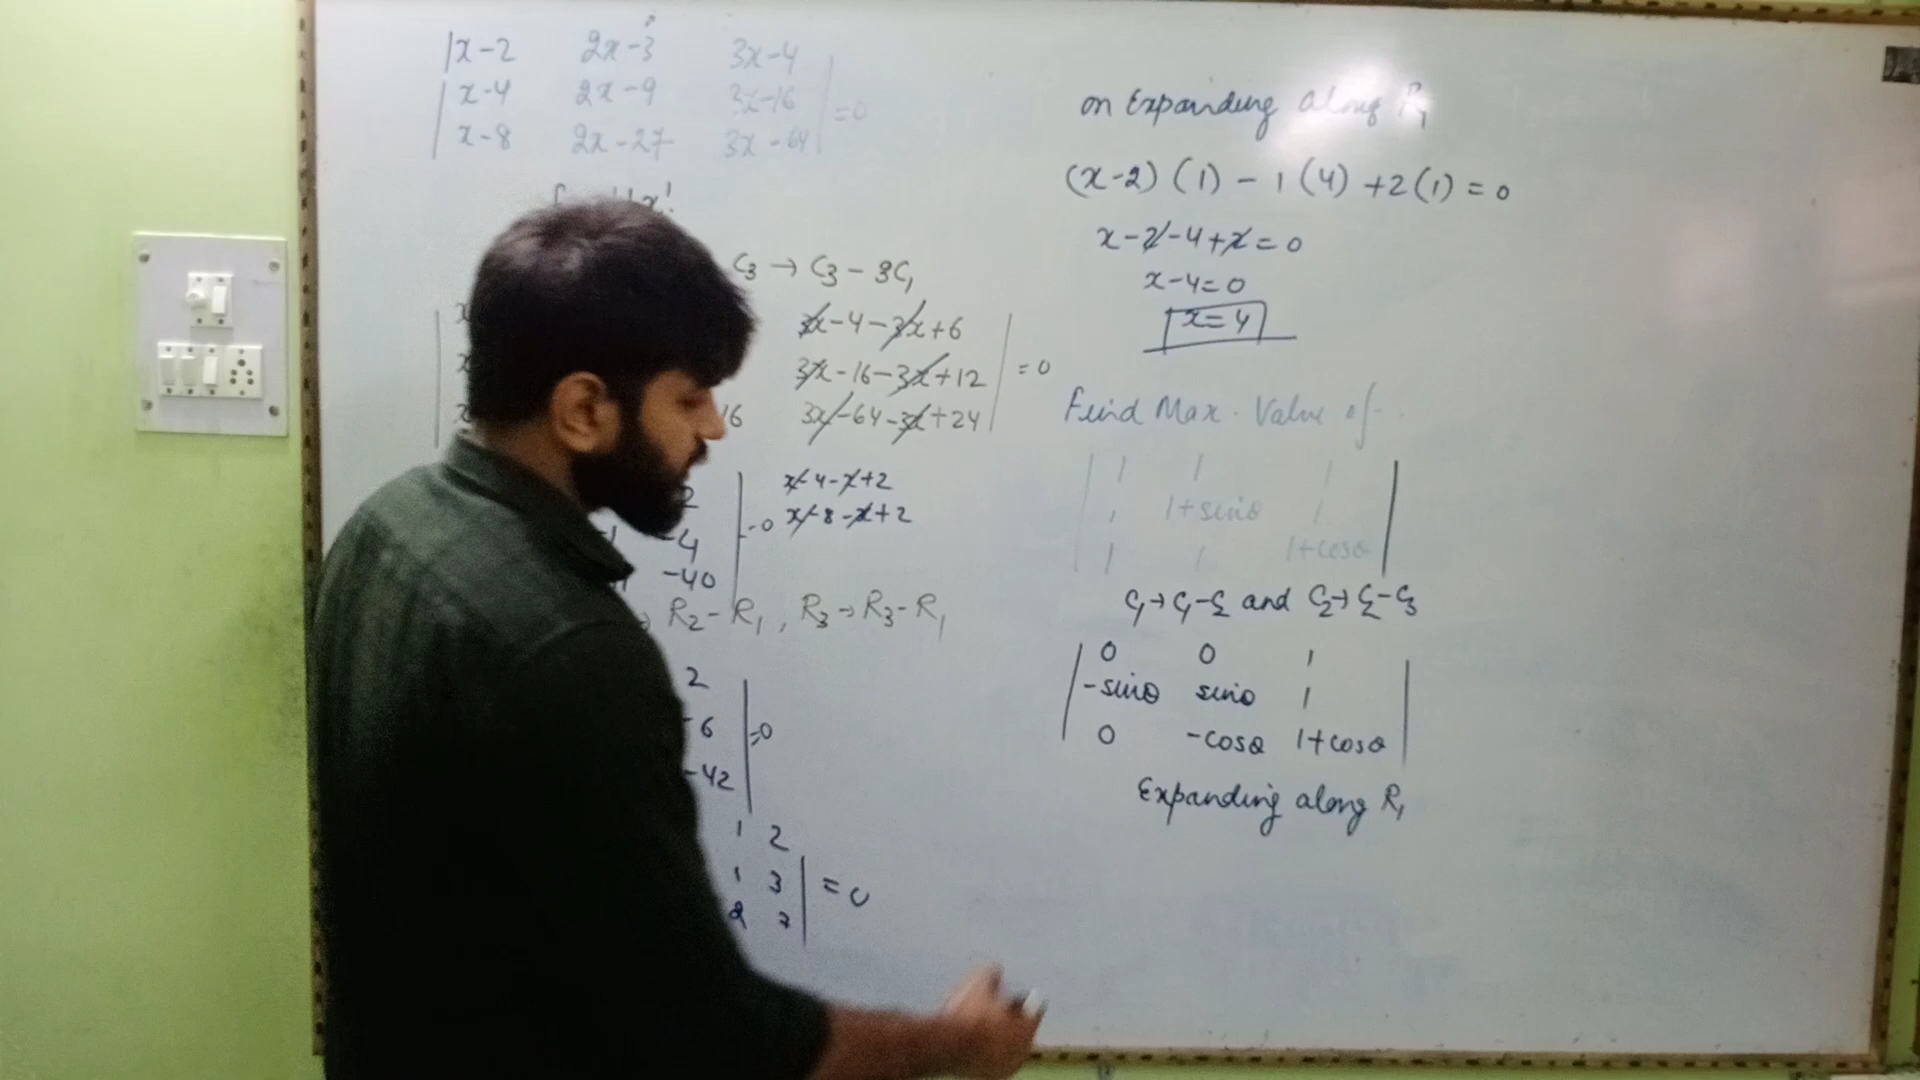 |x-2 2x-3 3x-4
x-4 2x-9 3x-16 | =0
x-8 2x-27 3x-64
C3 → C3 - 3C1
3x-4-3x+6
3x-16-3x+12 | =0
16 3x-64-3x+24
2 x-4-x+2
-4 =0 x-8-x+2
-40
R2-R1, R3→R3-R1
2
-6 =0
-42
1 2
1 3 | =0
2 7
on Expanding along R1
(x-2)(1) - 1(4) +2(1) = 0
x-2-4+2=0
x-4=0
x=4
Find Max. Value of
| 1 1 1 |
1 1+sinθ 1
| 1 1 1+cosθ |
C1→C1-C2 and C2→C2-C3
| 0 0 1 |
-sinθ sinθ 1
0 -cosθ 1+cosθ
Expanding along R1